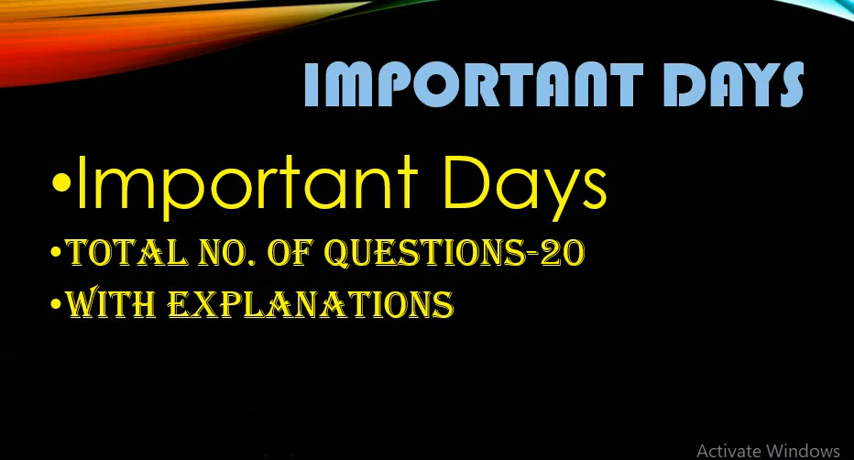 IMPORTANT DAYS
•Important Days
•TOTAL NO. OF QUESTIONS-20
•WITH EXPLANATIONS
Activate Windows